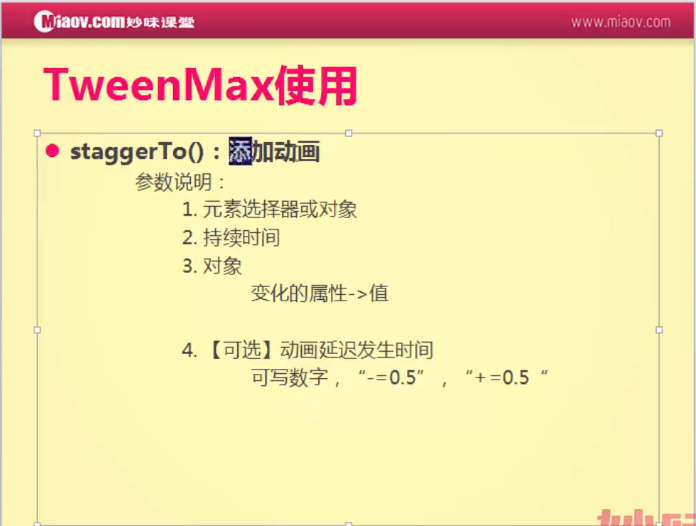 Miaov.com妙味课堂
www.miaov.com
TweenMax使用
staggerTo()：添加动画
参数说明：
1. 元素选择器或对象
2. 持续时间
3. 对象
变化的属性->值
4. 【可选】动画延迟发生时间
可写数字，“-=0.5”，“+=0.5“